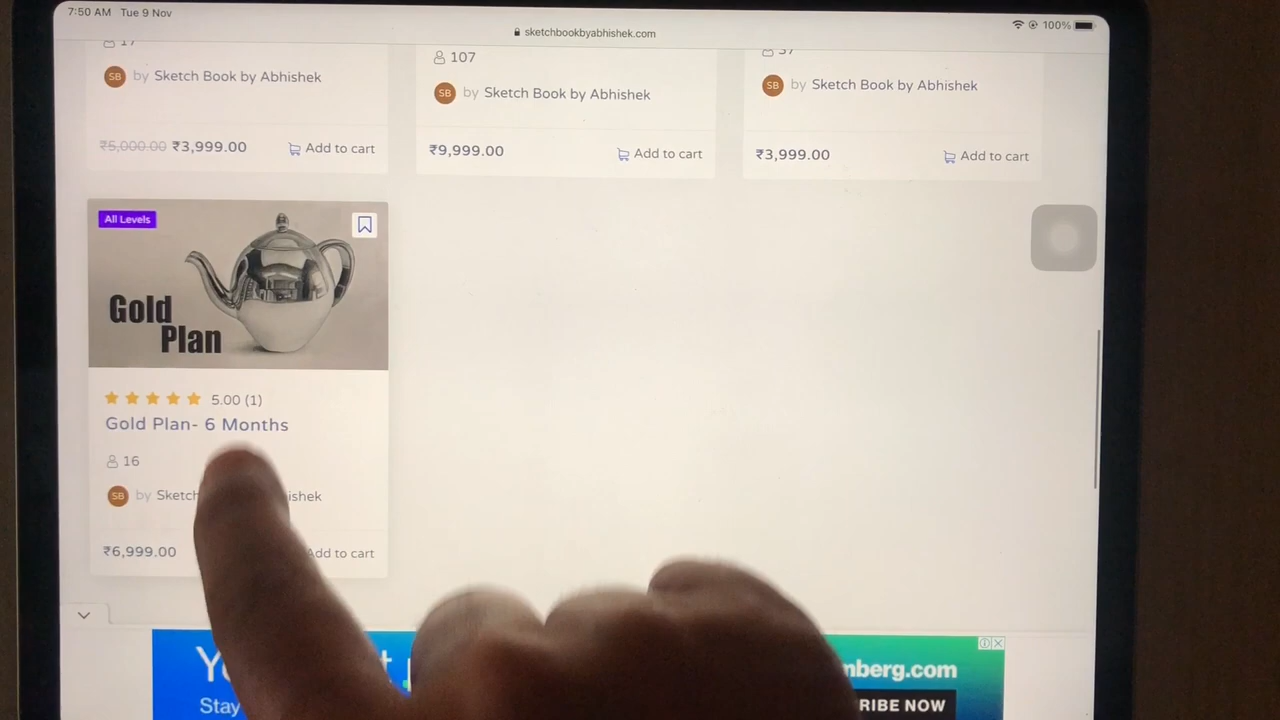 7:50 AM Tue 9 Nov
sketchbookbyabhishek.com
100%
107
SB by Sketch Book by Abhishek
SB by Sketch Book by Abhishek
SB by Sketch Book by Abhishek
₹5,000.00 ₹3,999.00 Add to cart
₹9,999.00 Add to cart
₹3,999.00 Add to cart
All Levels
Gold
Plan
5.00 (1)
Gold Plan- 6 Months
16
SB by Sketch ishek
₹6,999.00 Add to cart
Stay
nberg.com
RIBE NOW